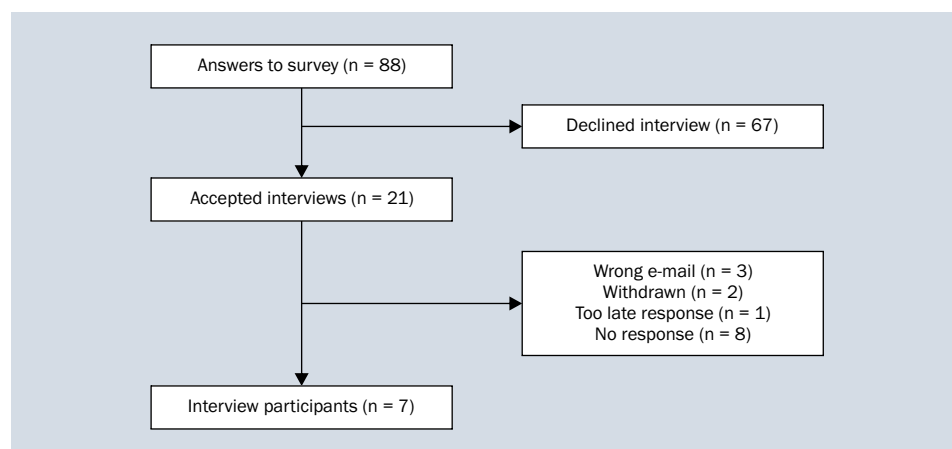 Answers to survey (n = 88)
Declined interview (n = 67)
Accepted interviews (n = 21)
Wrong e-mail (n = 3)
Withdrawn (n = 2)
Too late response (n = 1)
No response (n = 8)
Interview participants (n = 7)